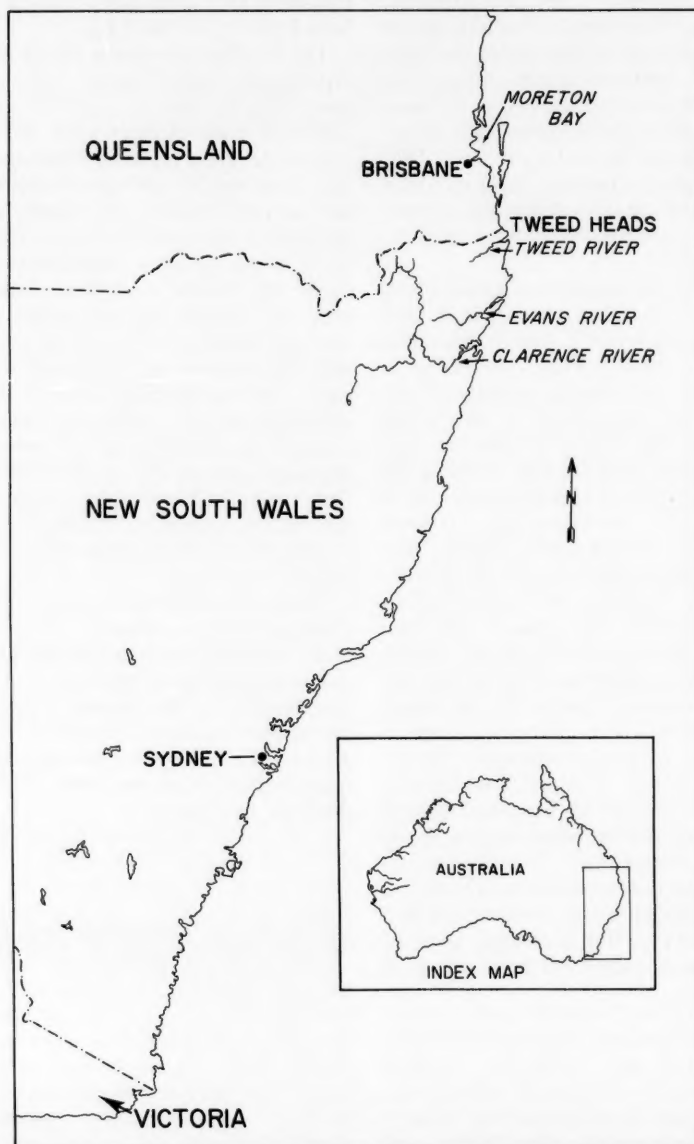 MORETON
BAY
QUEENSLAND
BRISBANE
TWEED HEADS
TWEED RIVER
EVANS RIVER
CLARENCE RIVER
N
NEW SOUTH WALES
SYDNEY
AUSTRALIA
INDEX MAP
VICTORIA